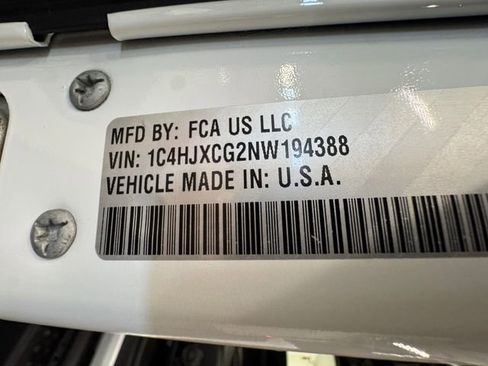 MFD BY: FCA US LLC
VIN: 1C4HJXCG2NW194388
VEHICLE MADE IN: U.S.A.